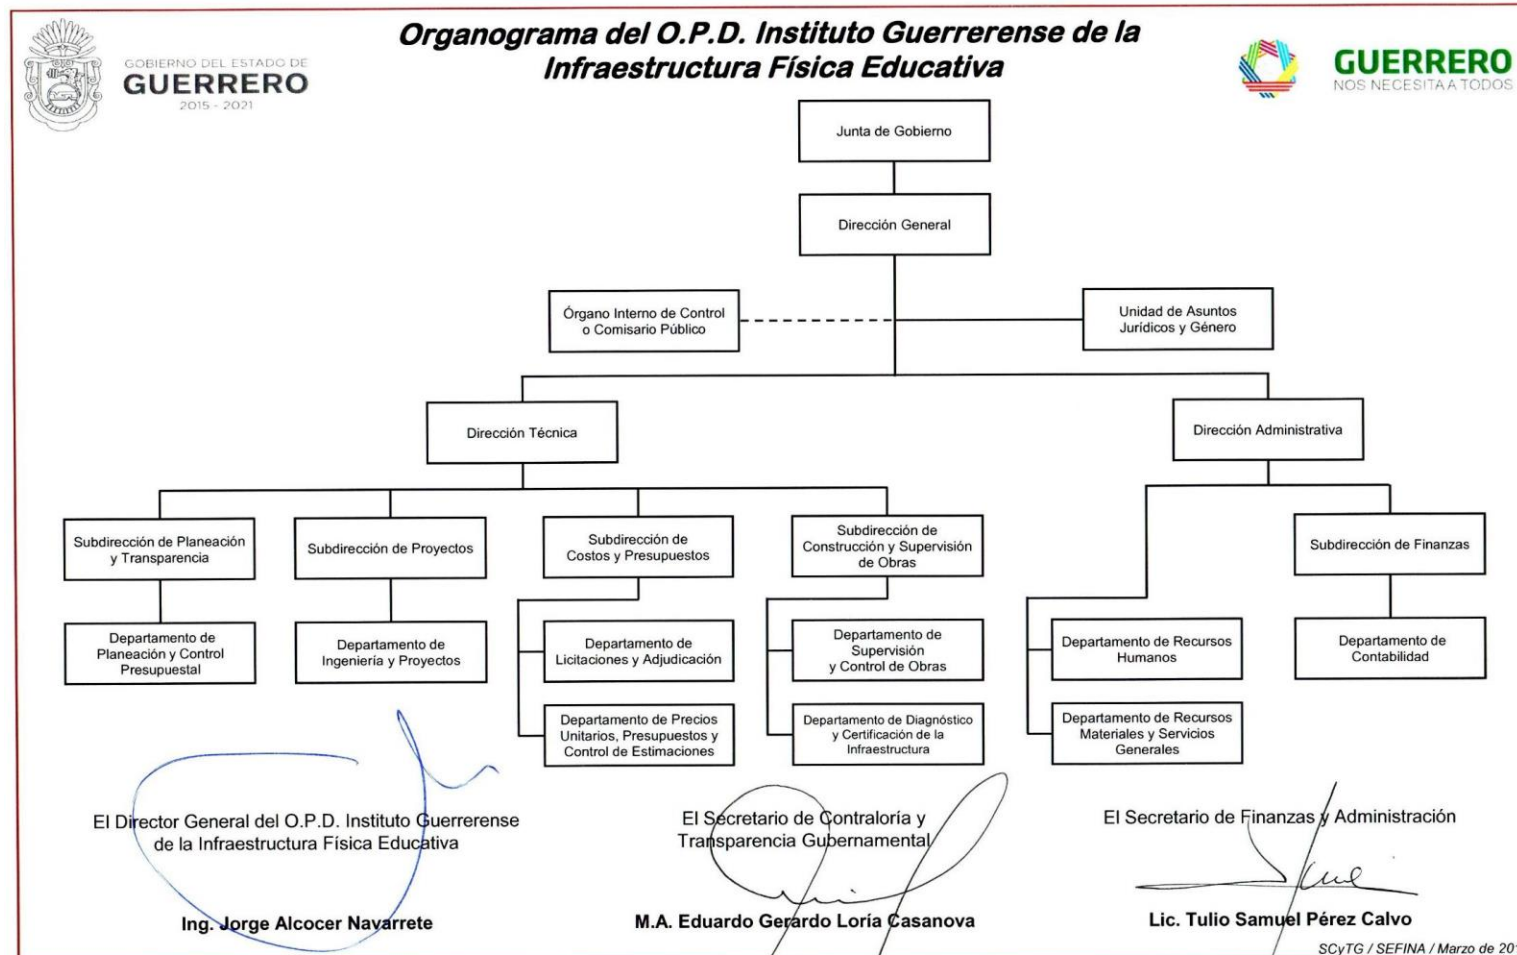 Organograma del O.P.D. Instituto Guerrerense de la
Infraestructura Física Educativa
GOBIERNO DEL ESTADO DE
GUERRERO
2015 - 2021
GUERRERO
NOS NECESITA A TODOS
Junta de Gobierno
Dirección General
Órgano Interno de Control
o Comisario Público
Unidad de Asuntos
Jurídicos y Género
Dirección Técnica
Dirección Administrativa
Subdirección de Planeación
y Transparencia
Subdirección de Proyectos
Subdirección de
Costos y Presupuestos
Subdirección de
Construcción y Supervisión
de Obras
Subdirección de Finanzas
Departamento de
Planeación y Control
Presupuestal
Departamento de
Ingeniería y Proyectos
Departamento de
Licitaciones y Adjudicación
Departamento de
Supervisión
y Control de Obras
Departamento de Recursos
Humanos
Departamento de
Contabilidad
Departamento de Precios
Unitarios, Presupuestos y
Control de Estimaciones
Departamento de Diagnóstico
y Certificación de la
Infraestructura
Departamento de Recursos
Materiales y Servicios
Generales
El Director General del O.P.D. Instituto Guerrerense
de la Infraestructura Física Educativa
Ing. Jorge Alcocer Navarrete
El Secretario de Contraloría y
Transparencia Gubernamental
M.A. Eduardo Gerardo Loría Casanova
El Secretario de Finanzas y Administración
Lic. Tulio Samuel Pérez Calvo
SCyTG / SEFINA / Marzo de 201